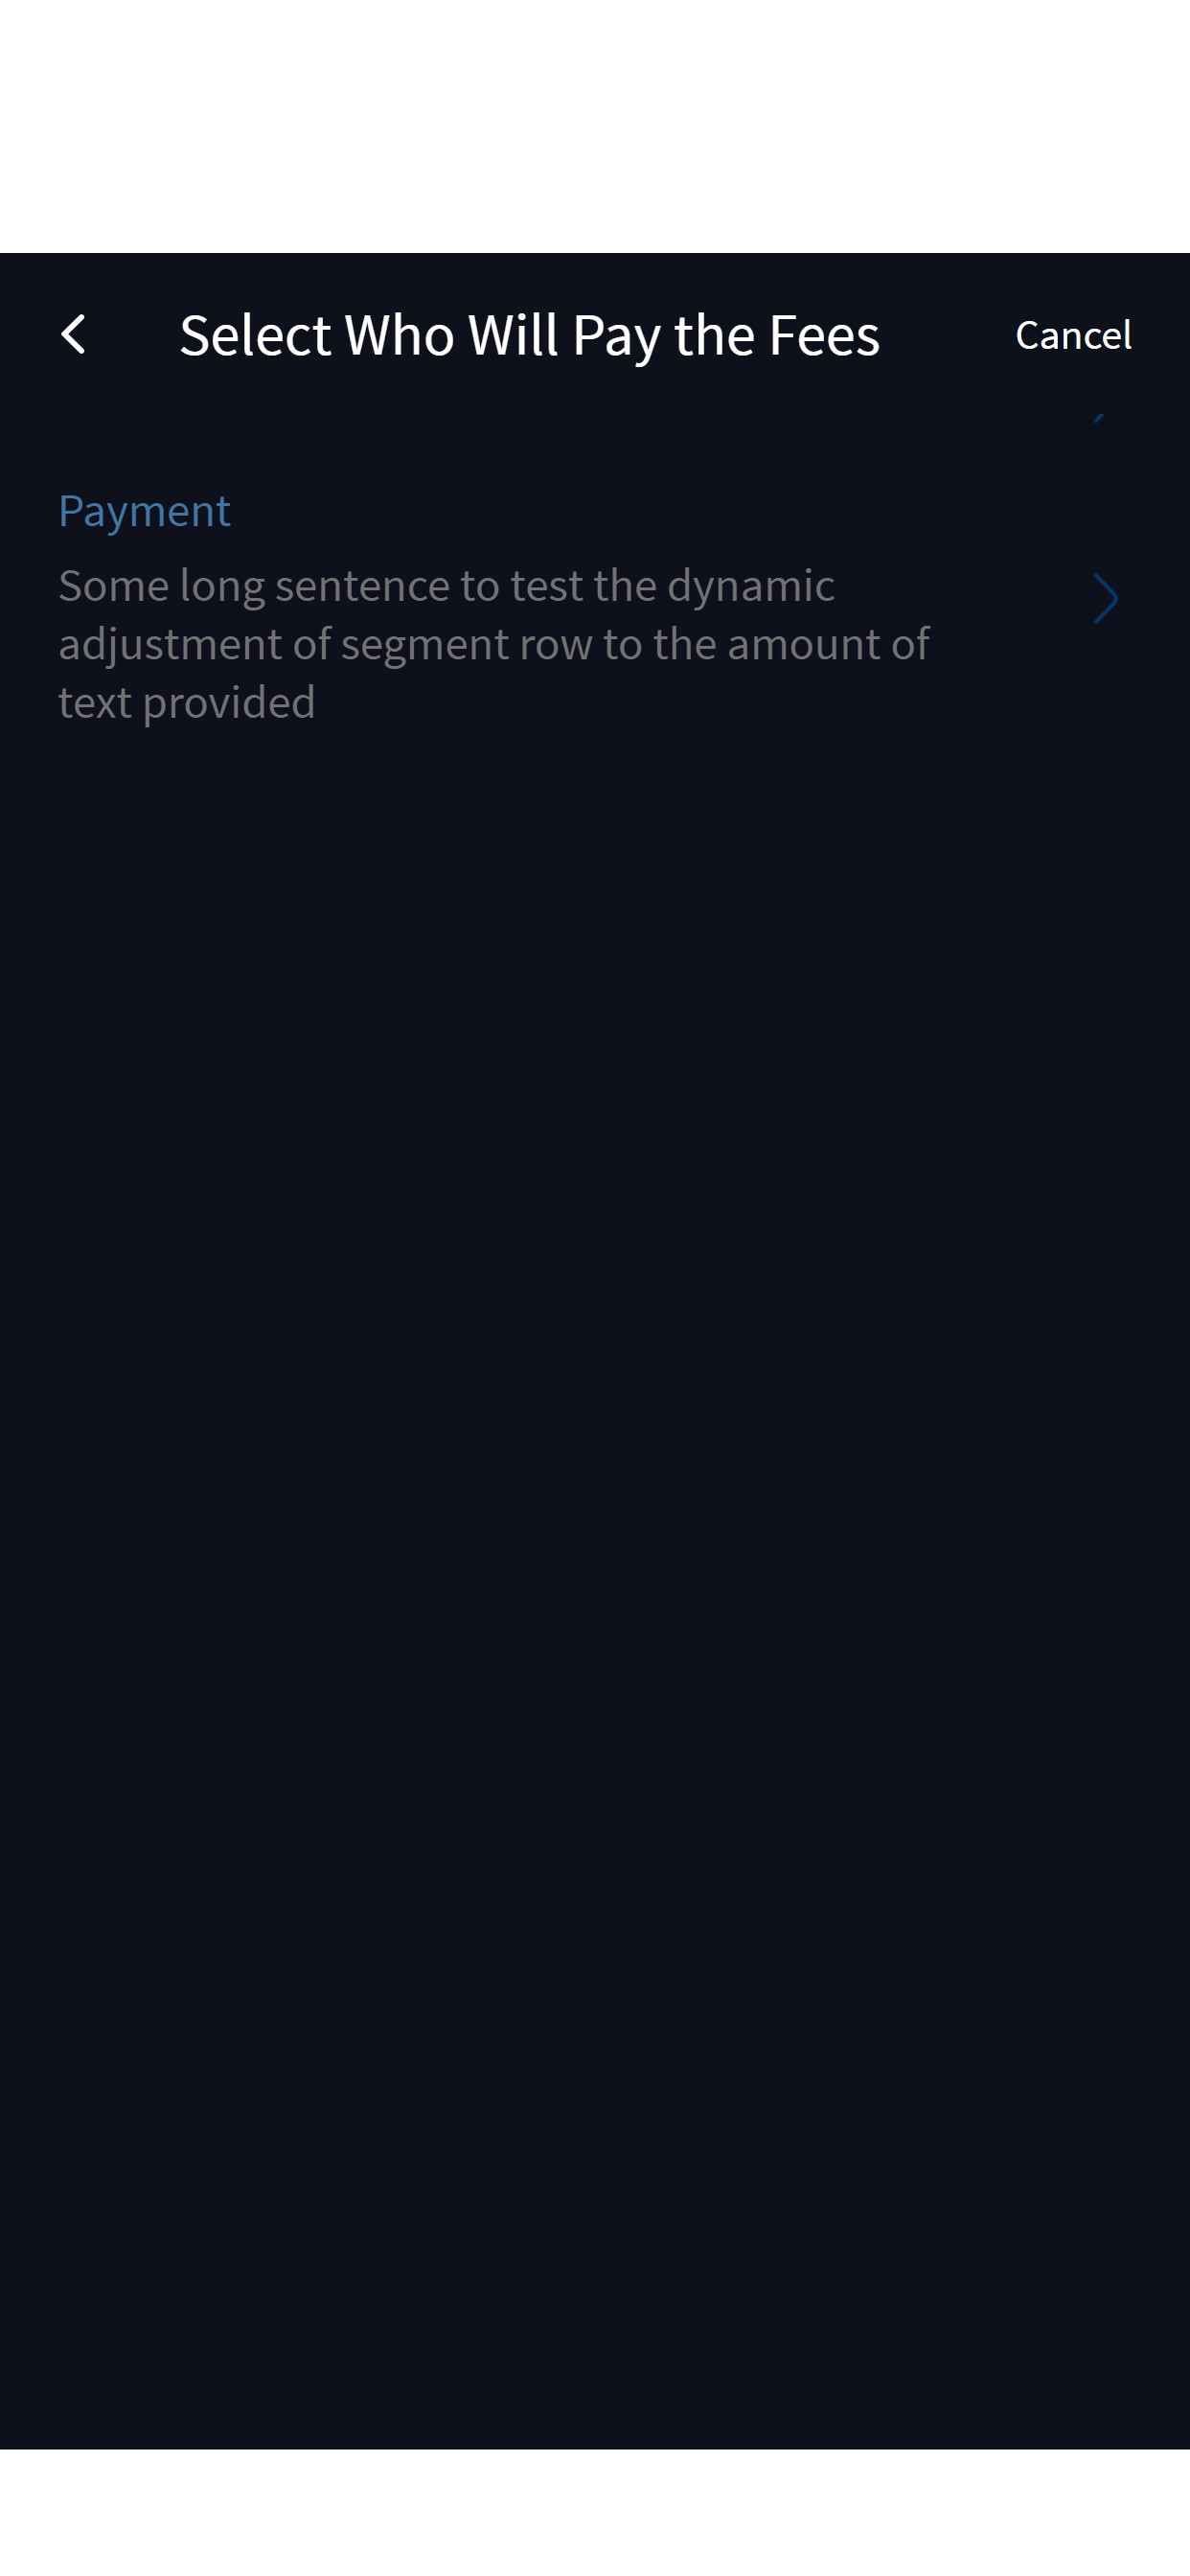 Select Who Will Pay the Fees
Cancel
Payment
Some long sentence to test the dynamic
adjustment of segment row to the amount of
text provided